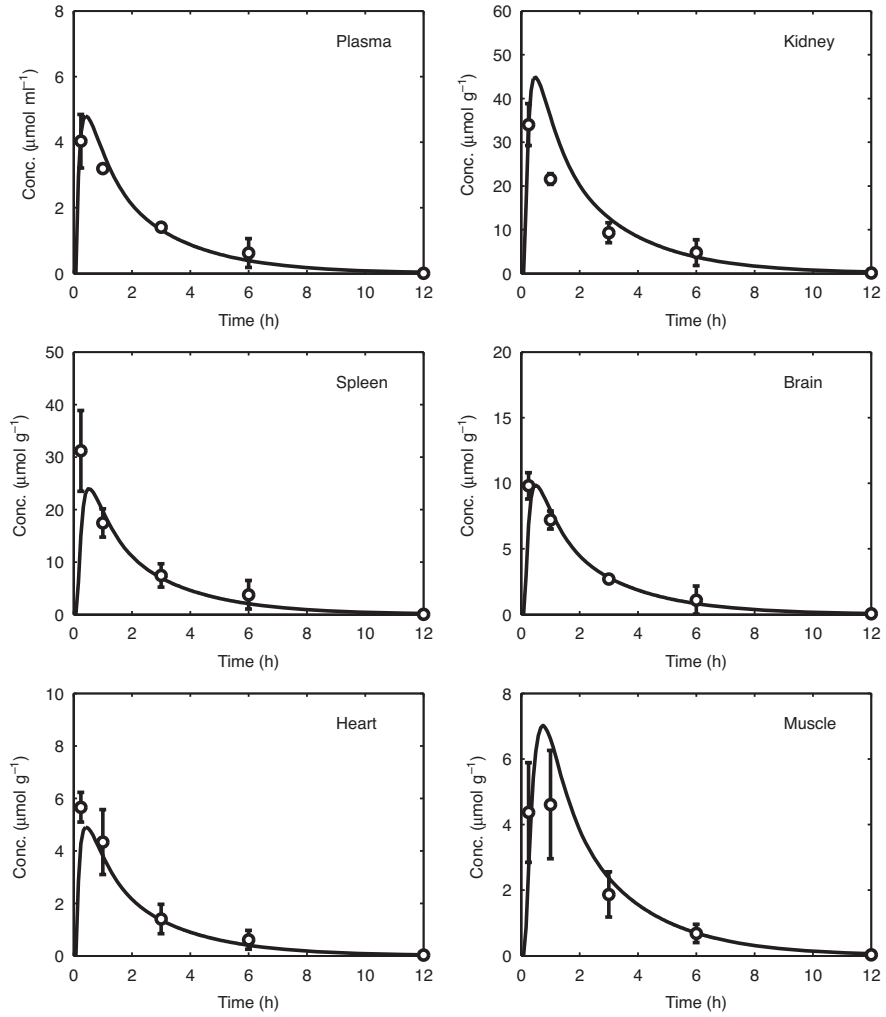 Plasma
Conc. (μmol ml⁻¹)
8
6
4
2
0
0 2 4 6 8 10 12
Time (h)
Kidney
Conc. (μmol g⁻¹)
60
50
40
30
20
10
0
0 2 4 6 8 10 12
Time (h)
Spleen
Conc. (μmol g⁻¹)
50
40
30
20
10
0
0 2 4 6 8 10 12
Time (h)
Brain
Conc. (μmol g⁻¹)
20
15
10
5
0
0 2 4 6 8 10 12
Time (h)
Heart
Conc. (μmol g⁻¹)
10
8
6
4
2
0
0 2 4 6 8 10 12
Time (h)
Muscle
Conc. (μmol g⁻¹)
8
6
4
2
0
0 2 4 6 8 10 12
Time (h)